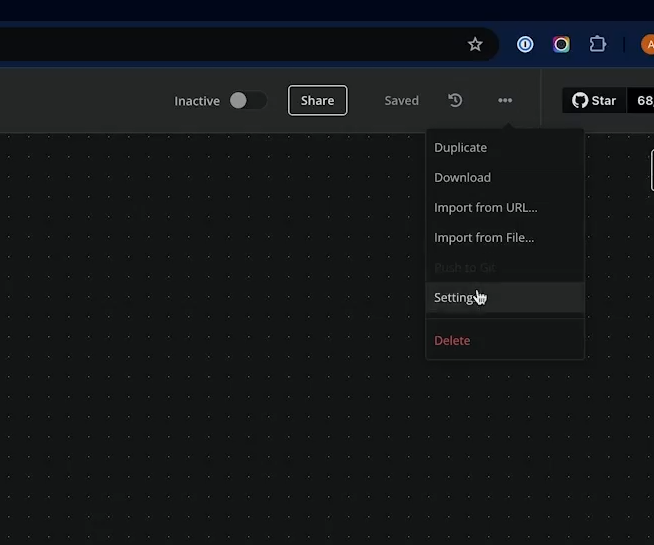 Inactive
Share
Saved
Star
68,
Duplicate
Download
Import from URL...
Import from File...
Push to Git
Settings
Delete
A